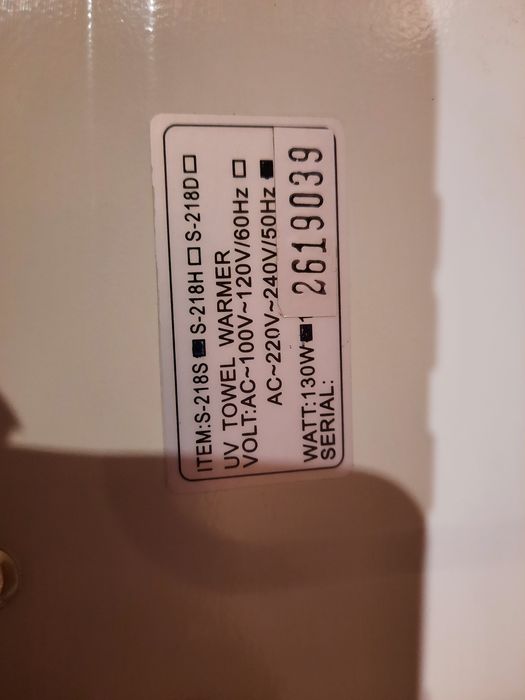 ITEM:S-218S ■ S-218H □ S-218D □
UV TOWEL WARMER
VOLT:AC~100V~120V/60Hz □
AC~220V~240V/50Hz ■
WATT:130W ■ 1
SERIAL:
2619039